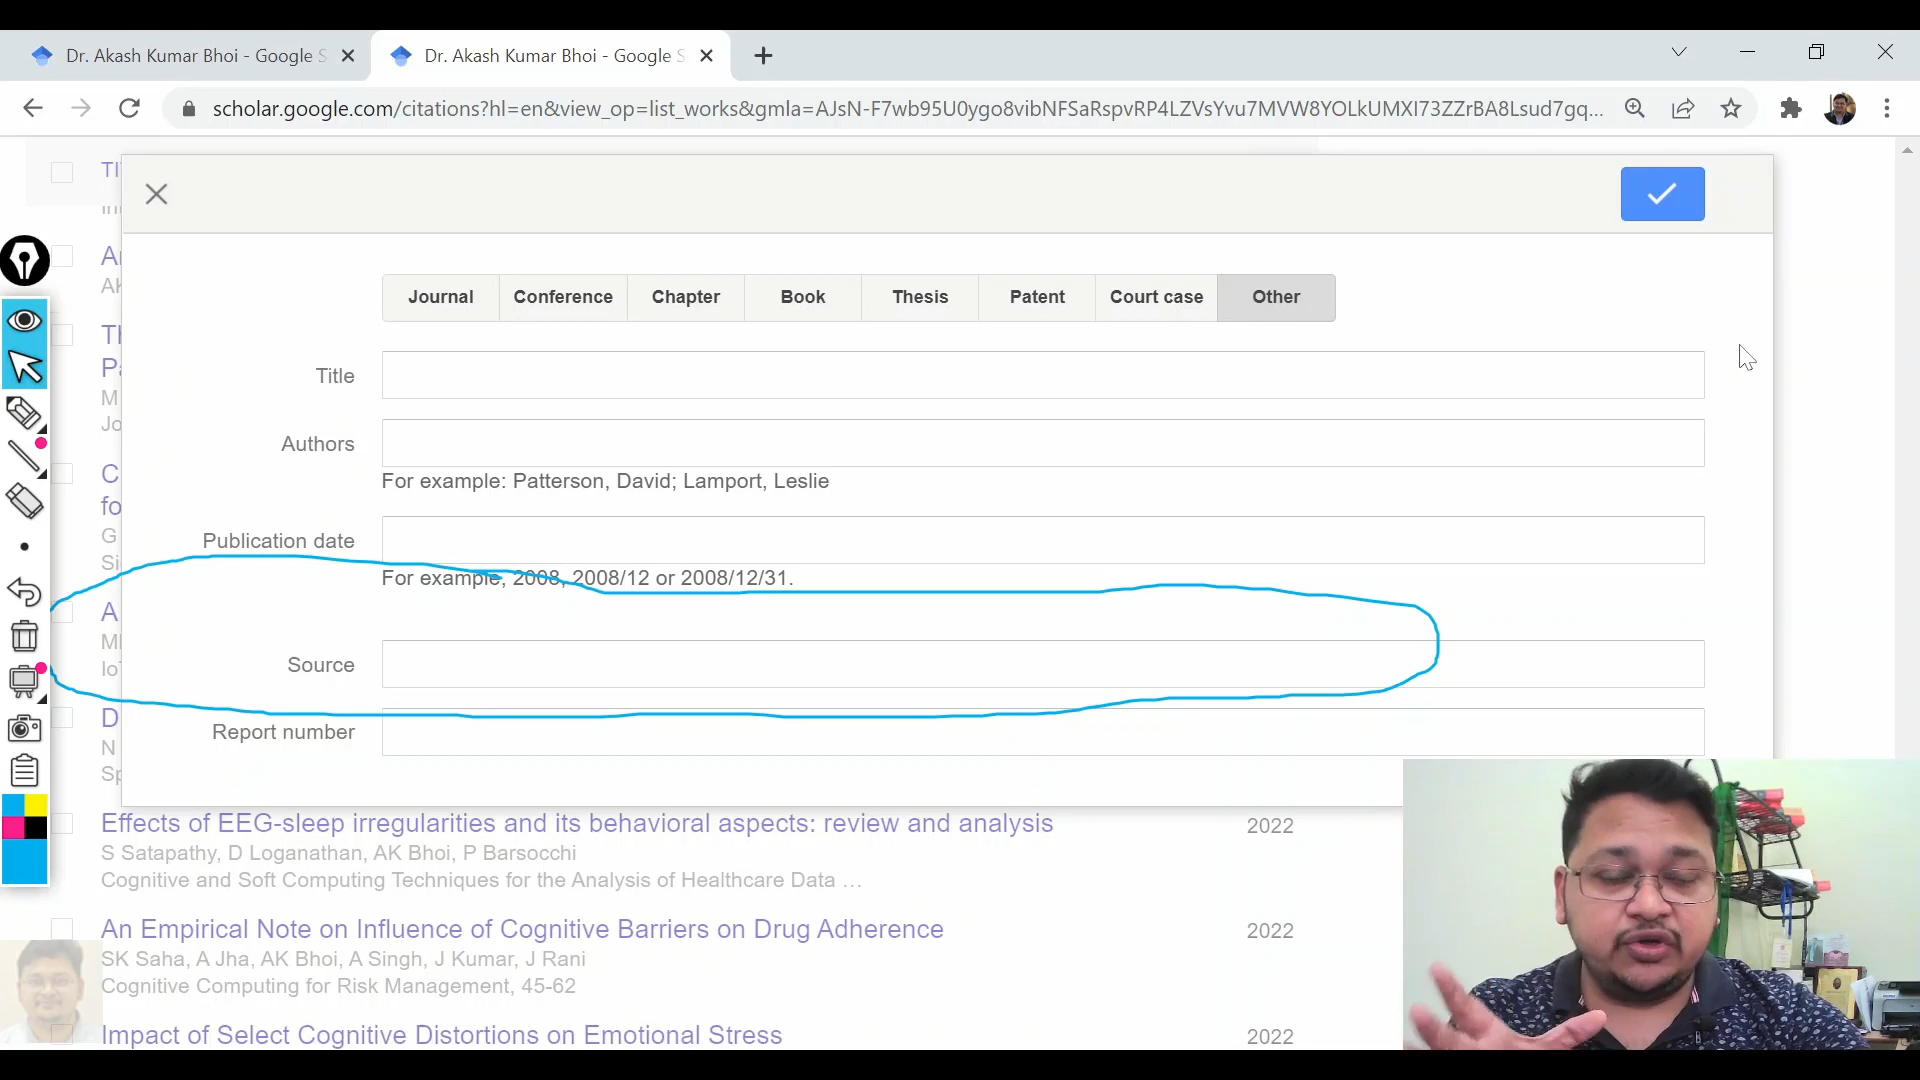 Dr. Akash Kumar Bhoi - Google S
Dr. Akash Kumar Bhoi - Google S
scholar.google.com/citations?hl=en&view_op=list_works&gmla=AJsN-F7wb95U0ygo8vibNFSaRspvRP4LZVsYvu7MVW8YOLkUMXI73ZZrBA8Lsud7gq...
Journal Conference Chapter Book Thesis Patent Court case Other
Title
Authors
For example: Patterson, David; Lamport, Leslie
Publication date
For example, 2008, 2008/12 or 2008/12/31.
Source
Report number
Effects of EEG-sleep irregularities and its behavioral aspects: review and analysis 2022
S Satapathy, D Loganathan, AK Bhoi, P Barsocchi
Cognitive and Soft Computing Techniques for the Analysis of Healthcare Data …
An Empirical Note on Influence of Cognitive Barriers on Drug Adherence 2022
SK Saha, A Jha, AK Bhoi, A Singh, J Kumar, J Rani
Cognitive Computing for Risk Management, 45-62
Impact of Select Cognitive Distortions on Emotional Stress 2022